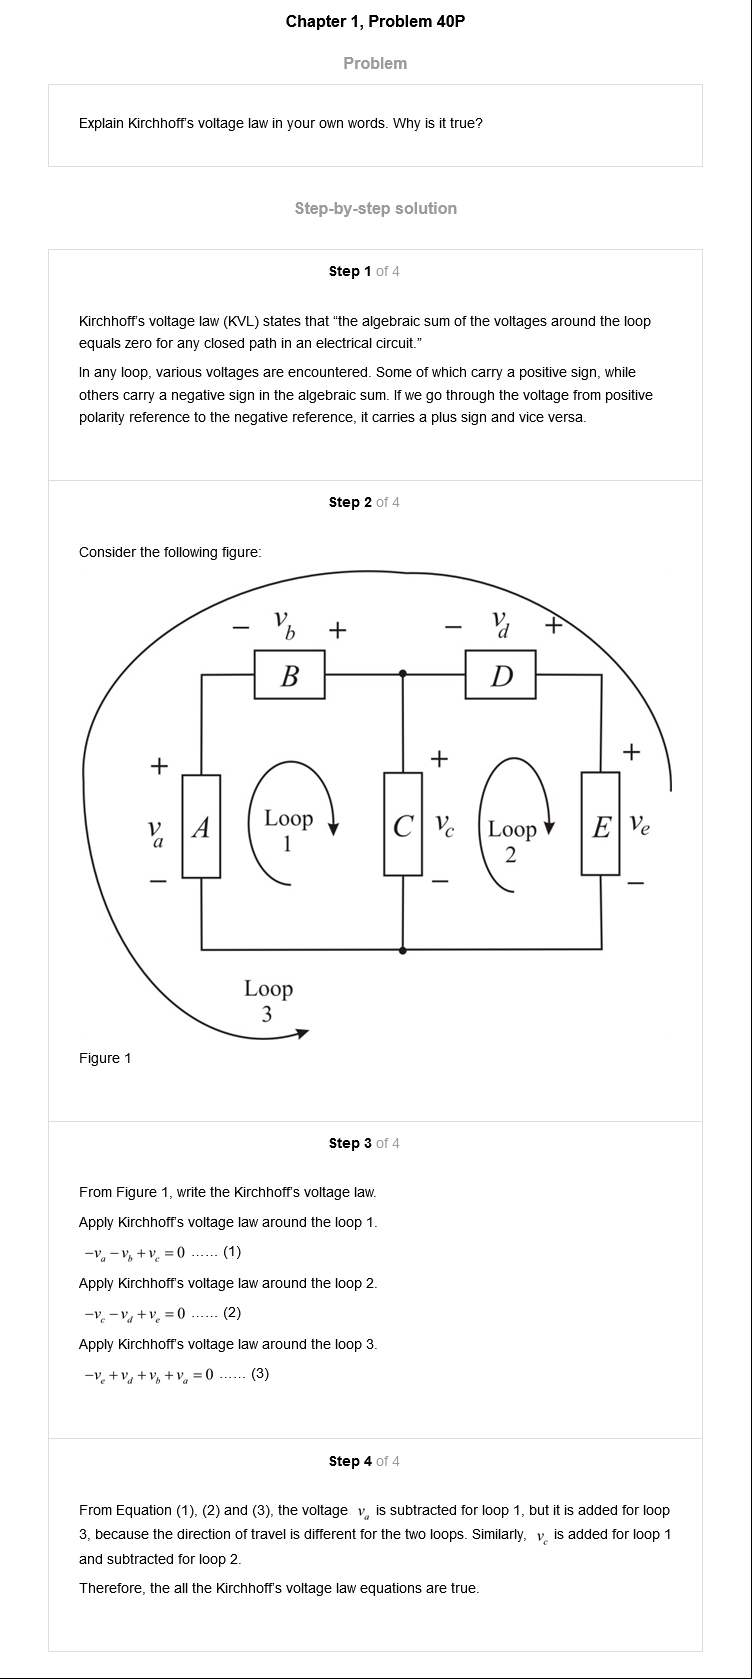 Chapter 1, Problem 40P
Problem
Explain Kirchhoff's voltage law in your own words. Why is it true?
Step-by-step solution
Step 1 of 4
Kirchhoff's voltage law (KVL) states that “the algebraic sum of the voltages around the loop
equals zero for any closed path in an electrical circuit.”
In any loop, various voltages are encountered. Some of which carry a positive sign, while
others carry a negative sign in the algebraic sum. If we go through the voltage from positive
polarity reference to the negative reference, it carries a plus sign and vice versa.
Step 2 of 4
Consider the following figure:
− v_b + − v_d +
B D
+ + +
v_a A Loop 1 C v_c Loop 2 E v_e
− − −
Loop
3
Figure 1
Step 3 of 4
From Figure 1, write the Kirchhoff's voltage law.
Apply Kirchhoff's voltage law around the loop 1.
−v_a − v_b + v_c = 0 ...... (1)
Apply Kirchhoff's voltage law around the loop 2.
−v_c − v_d + v_e = 0 ...... (2)
Apply Kirchhoff's voltage law around the loop 3.
−v_e + v_d + v_b + v_a = 0 ...... (3)
Step 4 of 4
From Equation (1), (2) and (3), the voltage v_a is subtracted for loop 1, but it is added for loop
3, because the direction of travel is different for the two loops. Similarly, v_c is added for loop 1
and subtracted for loop 2.
Therefore, the all the Kirchhoff's voltage law equations are true.